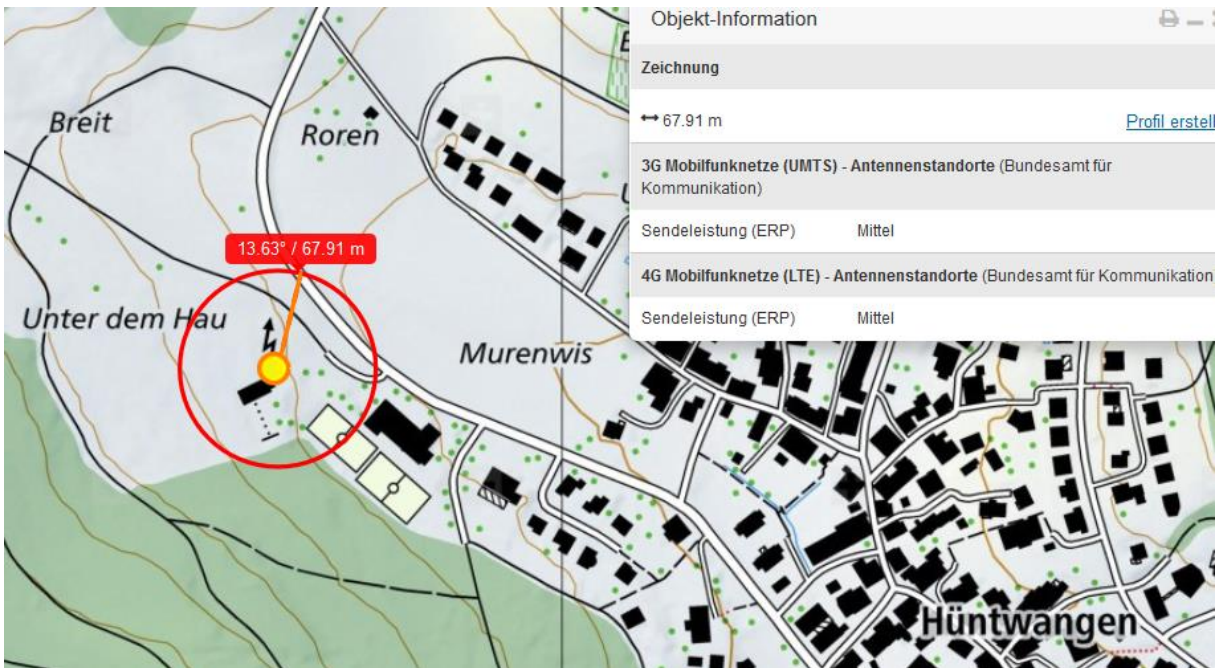 Objekt-Information
Zeichnung
67.91 m
Profil erstell
3G Mobilfunknetze (UMTS) - Antennenstandorte (Bundesamt für
Kommunikation)
Sendeleistung (ERP) Mittel
4G Mobilfunknetze (LTE) - Antennenstandorte (Bundesamt für Kommunikation
Sendeleistung (ERP) Mittel
Breit
Roren
13.63° / 67.91 m
Unter dem Hau
Murenwis
Hüntwangen